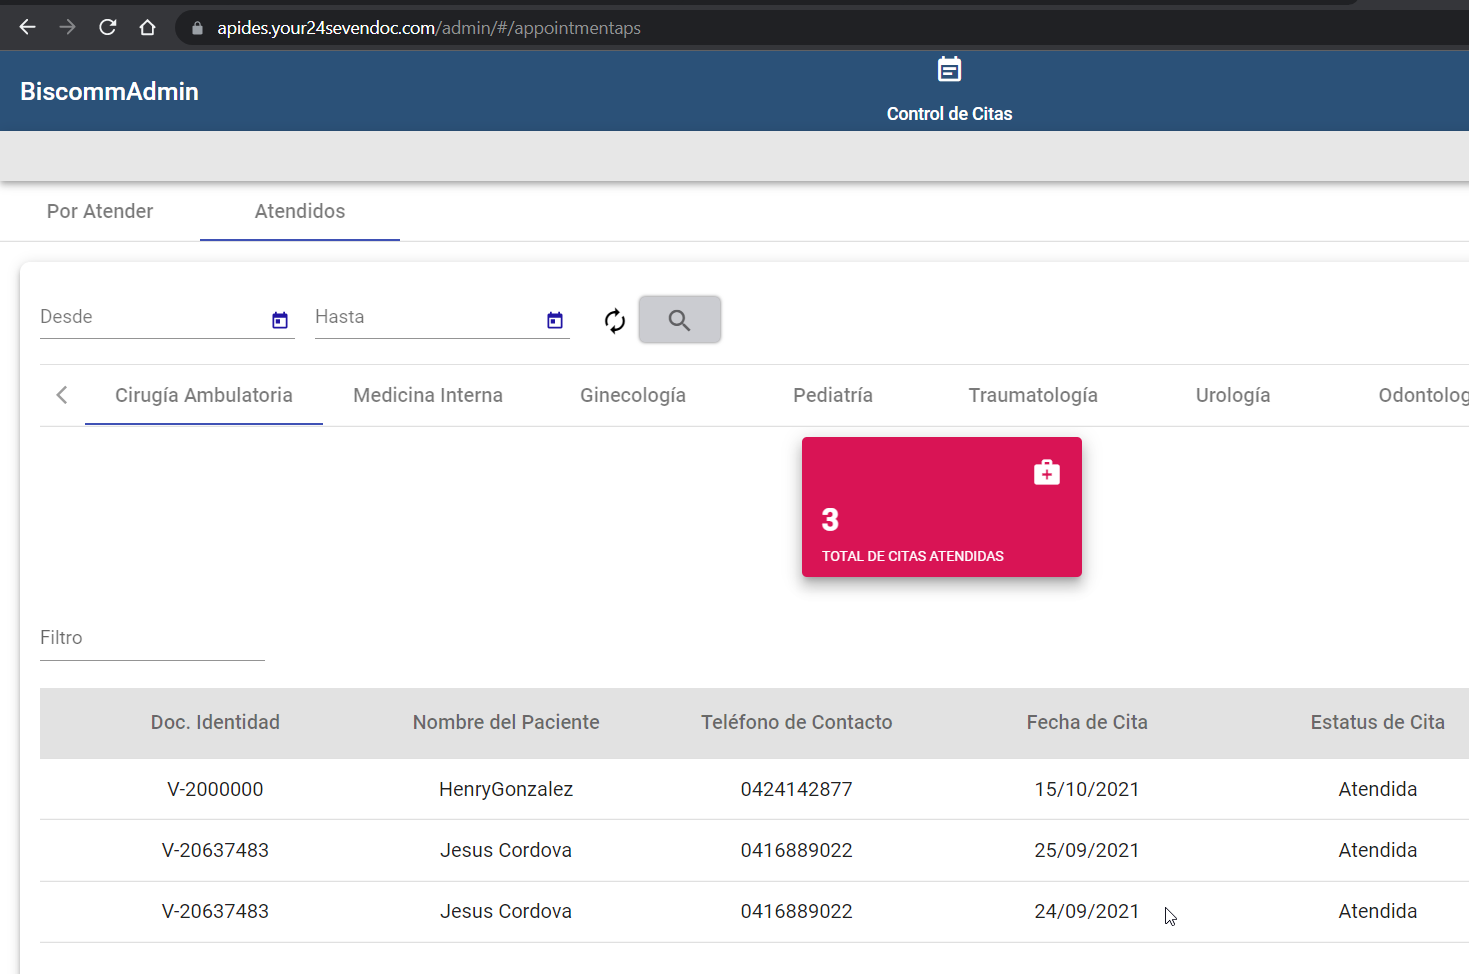 apides.your24sevendoc.com/admin/#/appointmentaps
BiscommAdmin
Control de Citas
Por Atender Atendidos
Desde Hasta
Cirugía Ambulatoria Medicina Interna Ginecología Pediatría Traumatología Urología Odontolog
3
TOTAL DE CITAS ATENDIDAS
Filtro
Doc. Identidad Nombre del Paciente Teléfono de Contacto Fecha de Cita Estatus de Cita
V-2000000 HenryGonzalez 0424142877 15/10/2021 Atendida
V-20637483 Jesus Cordova 0416889022 25/09/2021 Atendida
V-20637483 Jesus Cordova 0416889022 24/09/2021 Atendida